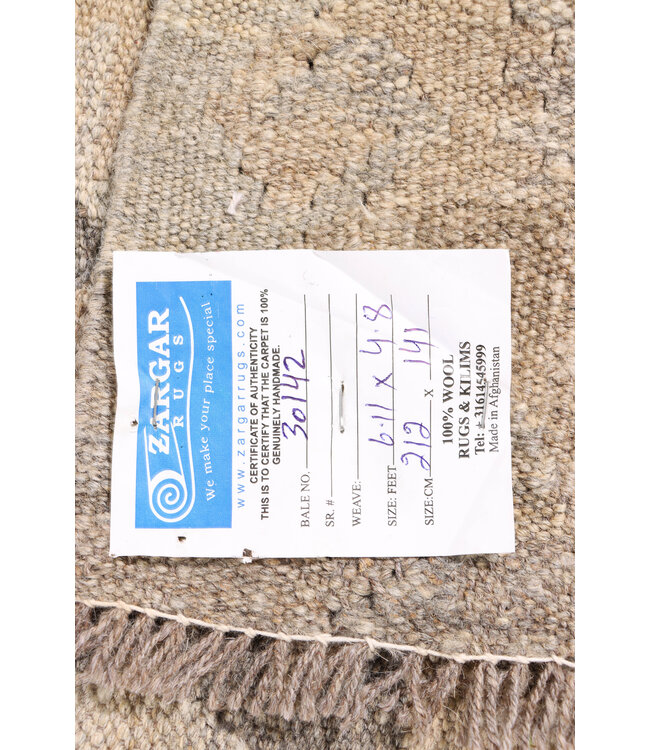 ZARGAR
RUGS
We make your place special
www.zargarrugs.com
CERTIFICATE OF AUTHENTICITY
THIS IS TO CERTIFY THAT THE CARPET IS 100%
GENUINELY HANDMADE.
BALE NO. 30142
SR. #
WEAVE:
SIZE: FEET 6.11 X 4.8
SIZE:CM 212 X 141
100% WOOL
RUGS & KILIMS
Tel: + 31614545999
Made in Afghanistan